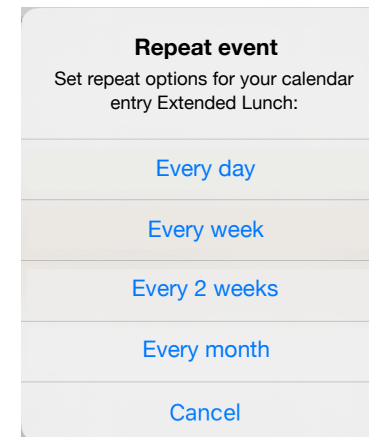 Repeat event
Set repeat options for your calendar
entry Extended Lunch:
Every day
Every week
Every 2 weeks
Every month
Cancel